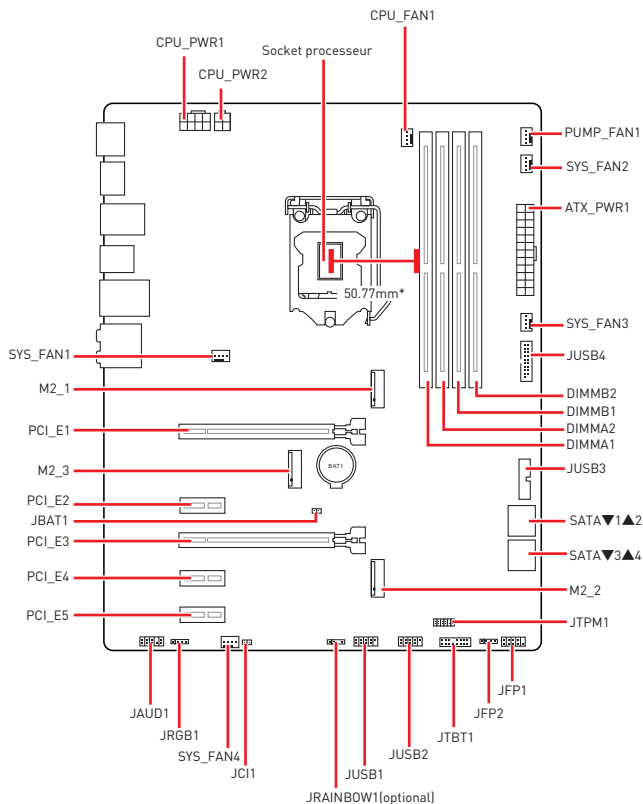 CPU_FAN1
CPU_PWR1
Socket processeur
CPU_PWR2
PUMP_FAN1
SYS_FAN2
ATX_PWR1
50.77mm*
SYS_FAN3
SYS_FAN1
JUSB4
M2_1
DIMMB2
DIMMB1
DIMMA2
DIMMA1
PCI_E1
BAT1
M2_3
JUSB3
PCI_E2
JBAT1
SATA▼1▲2
PCI_E3
SATA▼3▲4
PCI_E4
M2_2
PCI_E5
JTPM1
JAUD1
JRGB1
SYS_FAN4
JCI1
JRAINBOW1(optional)
JUSB1
JUSB2
JTBT1
JFP2
JFP1